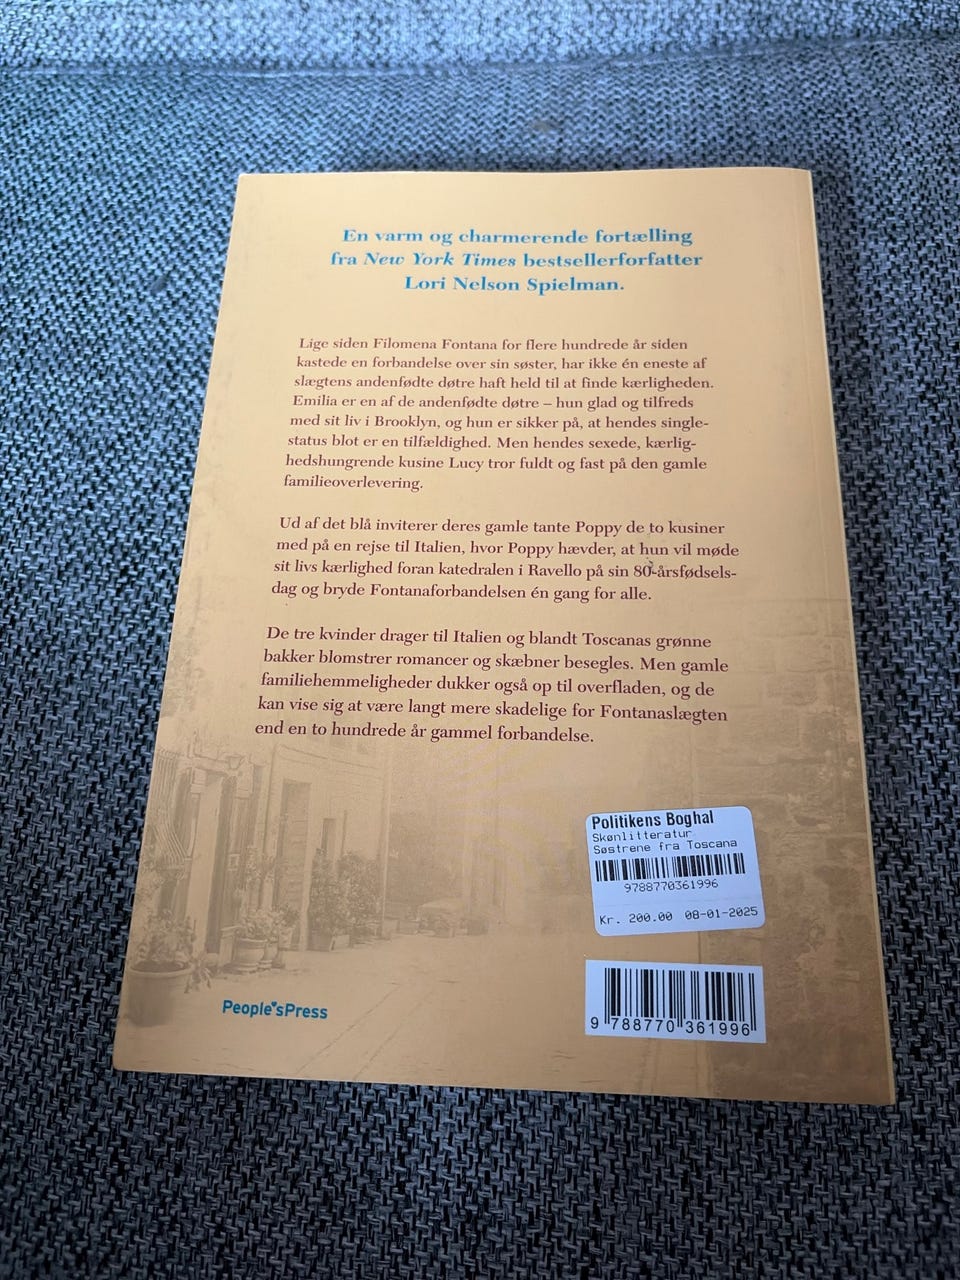 En varm og charmerende fortælling
fra New York Times bestsellerforfatter
Lori Nelson Spielman.
Lige siden Filomena Fontana for flere hundrede år siden
kastede en forbandelse over sin søster, har ikke én eneste af
slægtens andenfødte døtre haft held til at finde kærligheden.
Emilia er en af de andenfødte døtre – hun glad og tilfreds
med sit liv i Brooklyn, og hun er sikker på, at hendes single-
status blot er en tilfældighed. Men hendes sexede, kærlig-
hedshungrende kusine Lucy tror fuldt og fast på den gamle
familieoverlevering.
Ud af det blå inviterer deres gamle tante Poppy de to kusiner
med på en rejse til Italien, hvor Poppy hævder, at hun vil møde
sit livs kærlighed foran katedralen i Ravello på sin 80-årsfødsels-
dag og bryde Fontanaforbandelsen én gang for alle.
De tre kvinder drager til Italien og blandt Toscanas grønne
bakker blomstrer romancer og skæbner besegles. Men gamle
familiehemmeligheder dukker også op til overfladen, og de
kan vise sig at være langt mere skadelige for Fontanaslægten
end en to hundrede år gammel forbandelse.
Politikens Boghal
Skønlitteratur
Søstrene fra Toscana
9788770361996
Kr. 200.00 08-01-2025
People'sPress
9 788770 361996